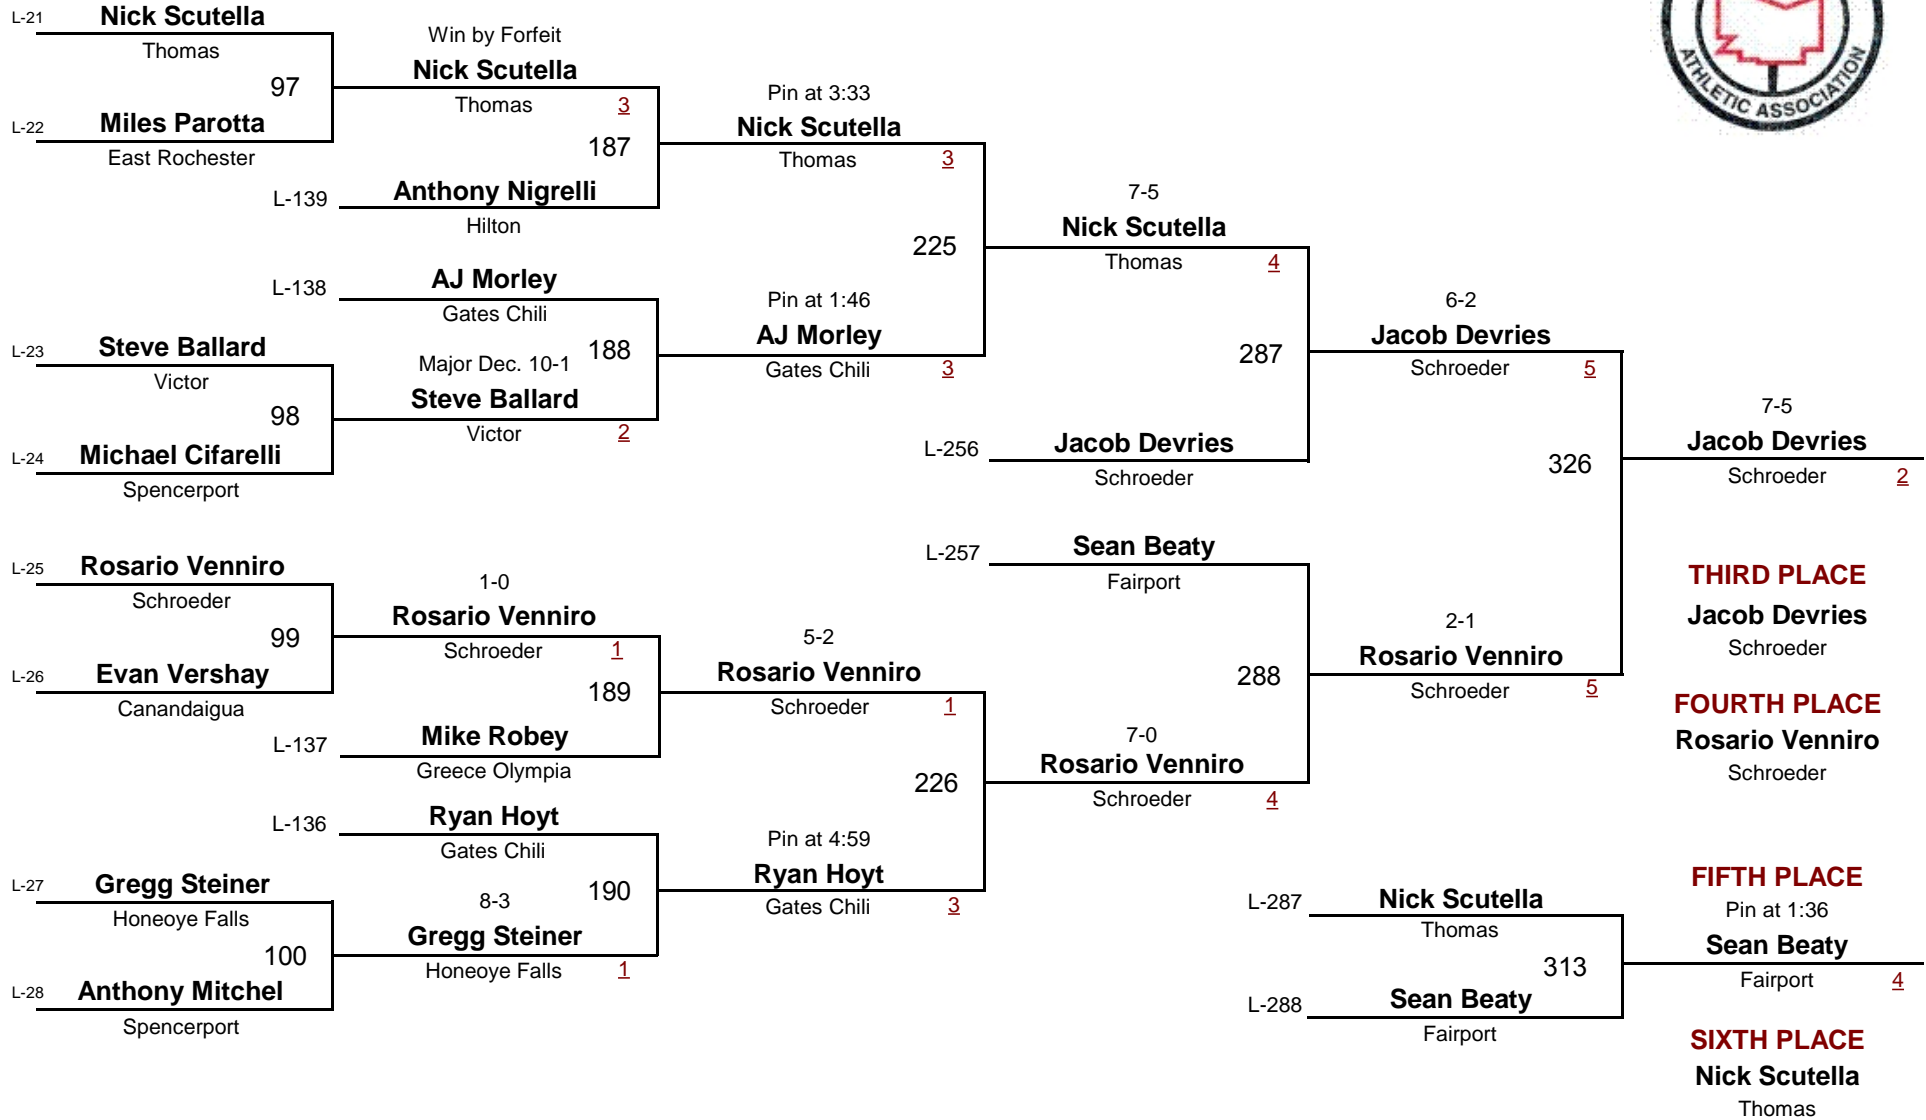 L-21 Nick Scutella
Thomas
97
L-22 Miles Parotta
East Rochester
Win by Forfeit
Nick Scutella
Thomas 3
187
L-139 Anthony Nigrelli
Hilton
L-138 AJ Morley
Gates Chili
188
L-23 Steve Ballard
Victor
98
L-24 Michael Cifarelli
Spencerport
Major Dec. 10-1
Steve Ballard
Victor 2
Pin at 3:33
Nick Scutella
Thomas 3
225
Pin at 1:46
AJ Morley
Gates Chili 3
7-5
Nick Scutella
Thomas 4
287
L-256 Jacob Devries
Schroeder
6-2
Jacob Devries
Schroeder 5
326
7-5
Jacob Devries
Schroeder 2
L-25 Rosario Venniro
Schroeder
99
L-26 Evan Vershay
Canandaigua
1-0
Rosario Venniro
Schroeder 1
189
L-137 Mike Robey
Greece Olympia
L-136 Ryan Hoyt
Gates Chili
190
L-27 Gregg Steiner
Honeoye Falls
100
L-28 Anthony Mitchel
Spencerport
8-3
Gregg Steiner
Honeoye Falls 1
5-2
Rosario Venniro
Schroeder 1
226
Pin at 4:59
Ryan Hoyt
Gates Chili 3
L-257 Sean Beaty
Fairport
288
7-0
Rosario Venniro
Schroeder 4
2-1
Rosario Venniro
Schroeder 5
THIRD PLACE
Jacob Devries
Schroeder
FOURTH PLACE
Rosario Venniro
Schroeder
L-287 Nick Scutella
Thomas
313
L-288 Sean Beaty
Fairport
FIFTH PLACE
Pin at 1:36
Sean Beaty
Fairport 4
SIXTH PLACE
Nick Scutella
Thomas
ATHLETIC ASSOCIATION